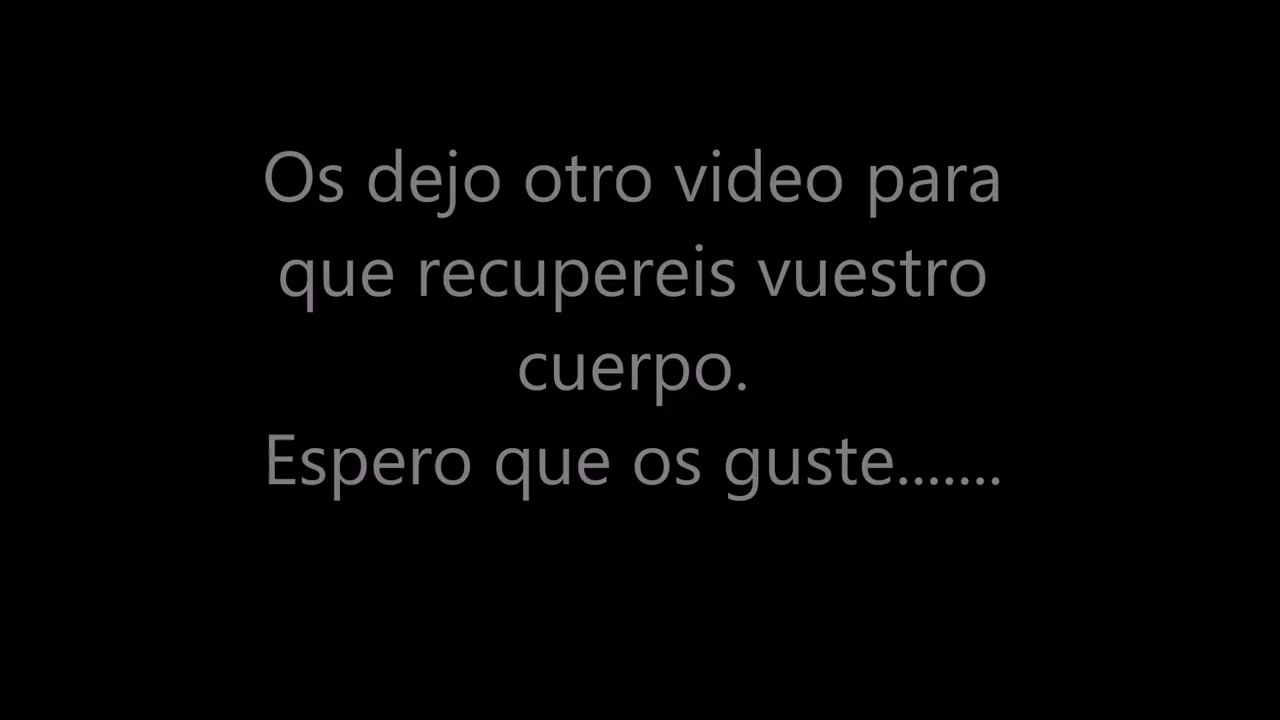 Os dejo otro video para
que recupereis vuestro
cuerpo.
Espero que os guste.......